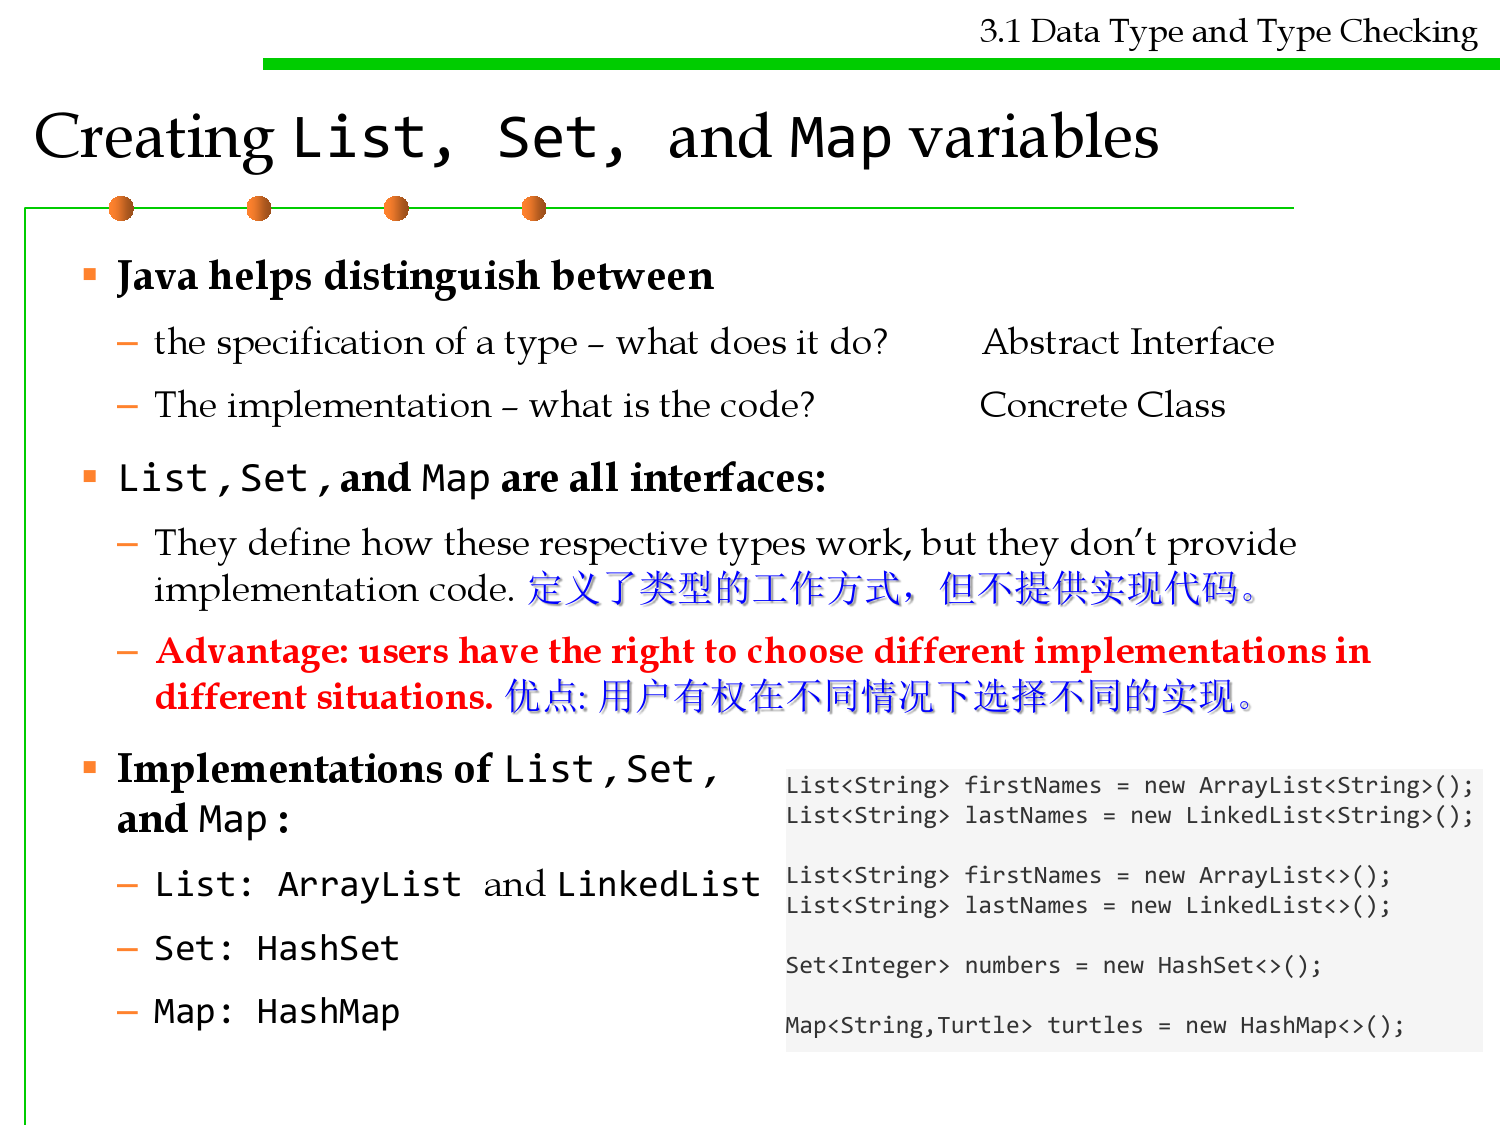 3.1 Data Type and Type Checking
Creating List, Set, and Map variables
Java helps distinguish between
– the specification of a type – what does it do? Abstract Interface
– The implementation – what is the code? Concrete Class
List, Set, and Map are all interfaces:
– They define how these respective types work, but they don’t provide
implementation code. 定义了类型的工作方式，但不提供实现代码。
– Advantage: users have the right to choose different implementations in
different situations. 优点: 用户有权在不同情况下选择不同的实现。
Implementations of List, Set,
and Map :
– List: ArrayList and LinkedList
– Set: HashSet
– Map: HashMap
List<String> firstNames = new ArrayList<String>();
List<String> lastNames = new LinkedList<String>();
List<String> firstNames = new ArrayList<>();
List<String> lastNames = new LinkedList<>();
Set<Integer> numbers = new HashSet<>();
Map<String,Turtle> turtles = new HashMap<>();